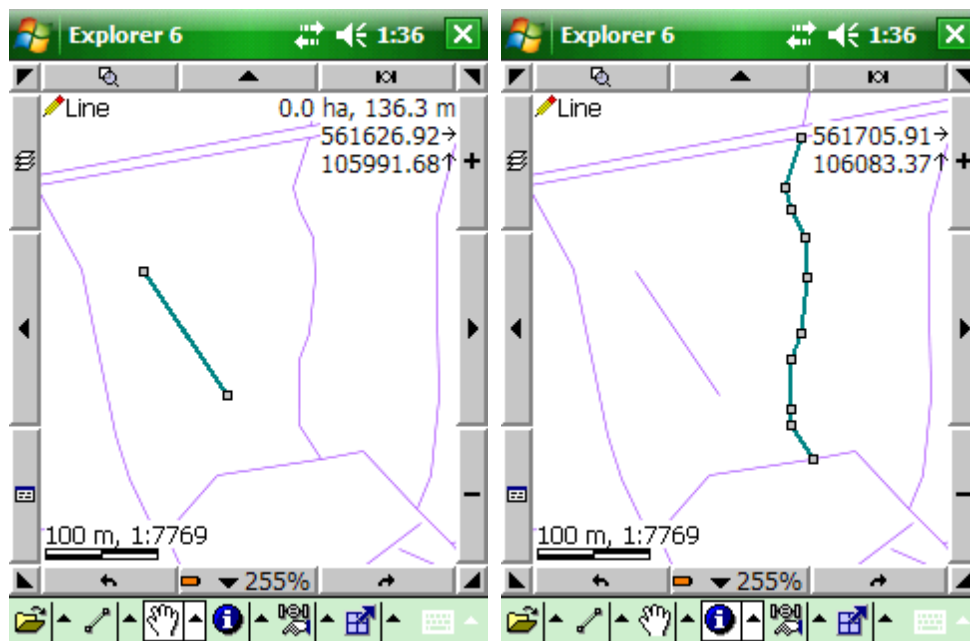 Explorer 6 1:36
Line 0.0 ha, 136.3 m
561626.92→
105991.68↑
+
100 m, 1:7769
−
255%
Explorer 6 1:36
Line
561705.91→
106083.37↑
+
100 m, 1:7769
−
255%